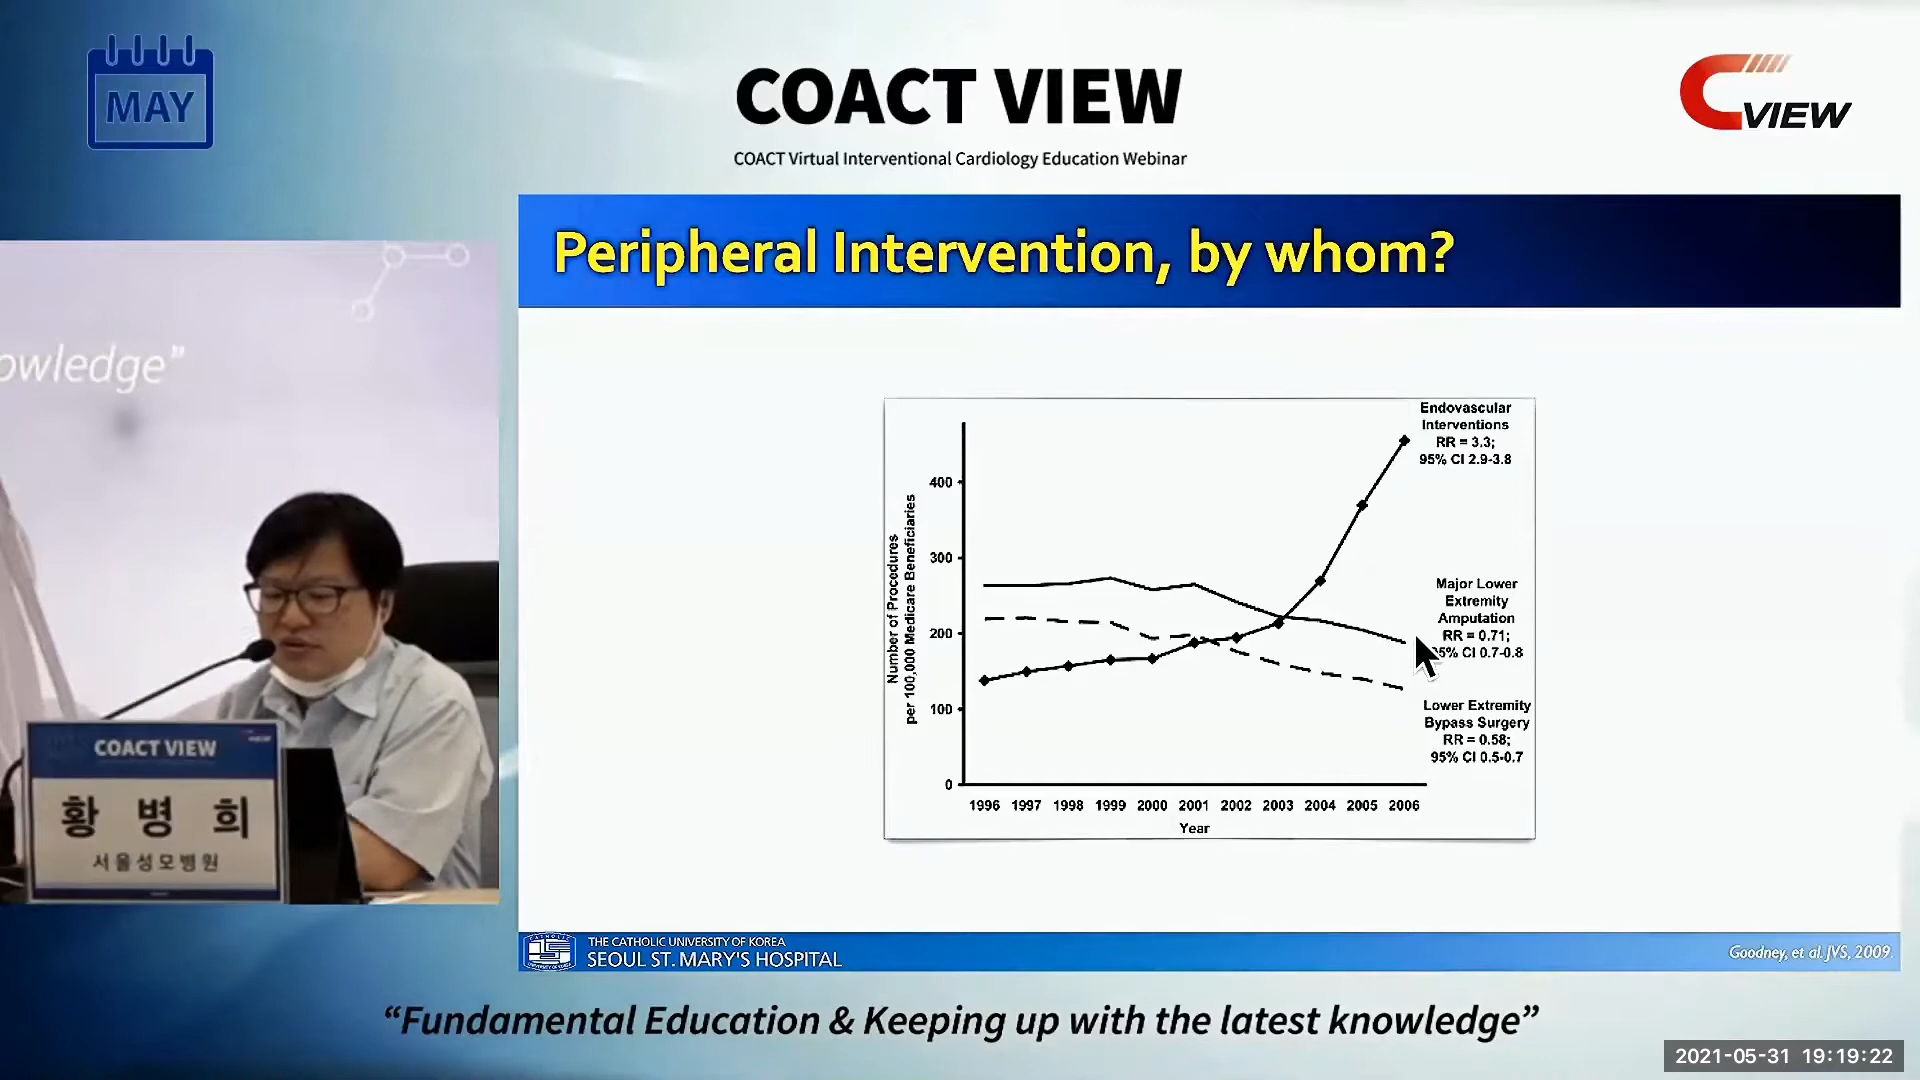 MAY
COACT VIEW
COACT Virtual Interventional Cardiology Education Webinar
CVIEW
Peripheral Intervention, by whom?
owledge”
COACT VIEW
황 병 희
서울성모병원
Number of Procedures
per 100,000 Medicare Beneficiaries
400
300
200
100
0
1996 1997 1998 1999 2000 2001 2002 2003 2004 2005 2006
Year
Endovascular
Interventions
RR = 3.3;
95% CI 2.9-3.8
Major Lower
Extremity
Amputation
RR = 0.71;
95% CI 0.7-0.8
Lower Extremity
Bypass Surgery
RR = 0.58;
95% CI 0.5-0.7
THE CATHOLIC UNIVERSITY OF KOREA
SEOUL ST. MARY'S HOSPITAL
Goodney, et al. JVS, 2009.
“Fundamental Education & Keeping up with the latest knowledge”
2021-05-31 19:19:22